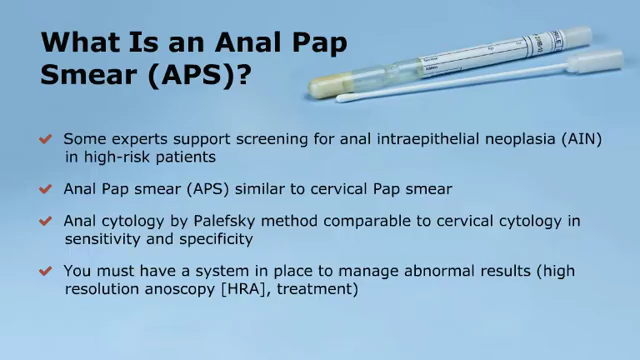 What Is an Anal Pap
Smear (APS)?
Some experts support screening for anal intraepithelial neoplasia (AIN)
in high-risk patients
Anal Pap smear (APS) similar to cervical Pap smear
Anal cytology by Palefsky method comparable to cervical cytology in
sensitivity and specificity
You must have a system in place to manage abnormal results (high
resolution anoscopy [HRA], treatment)